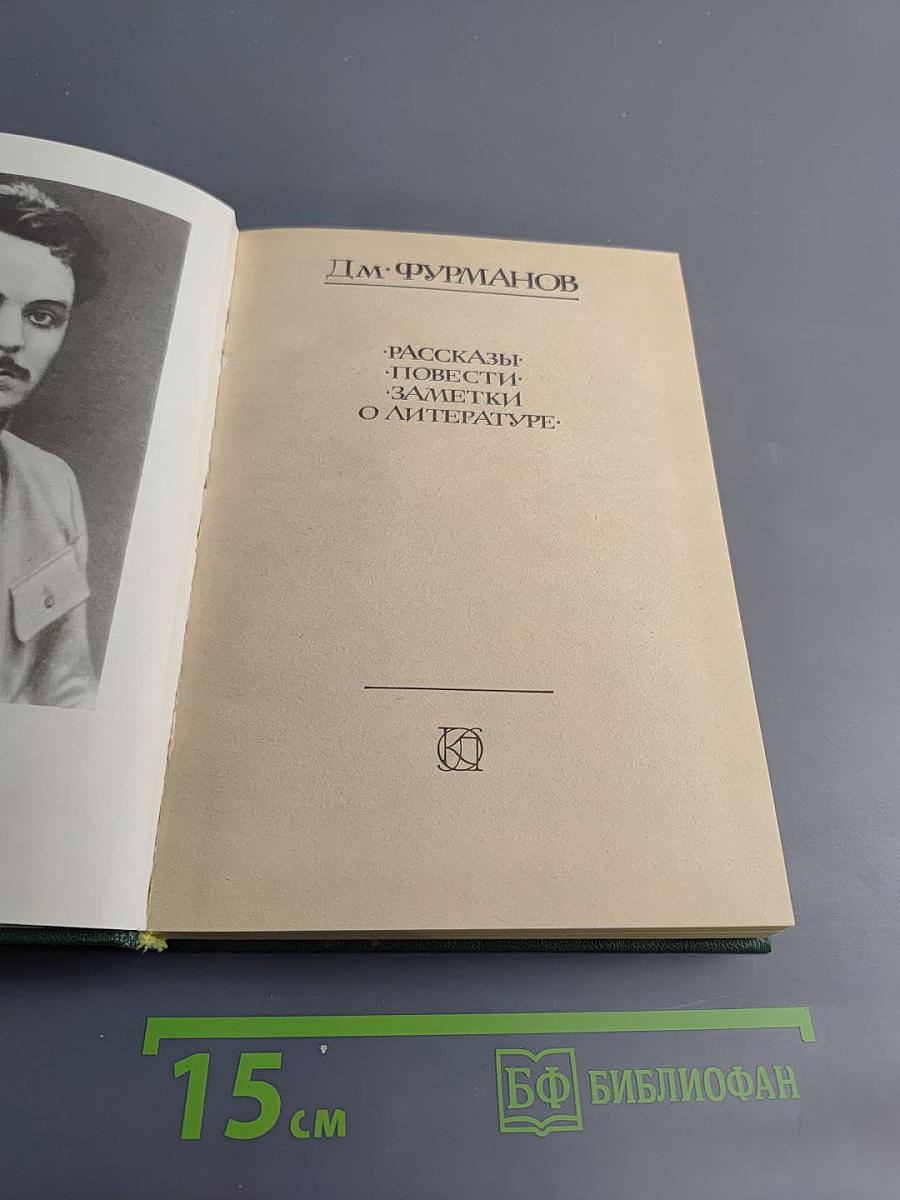 Дм·ФУРМАНОВ
·РАССКАЗЫ·
·ПОВЕСТИ·
·ЗАМЕТКИ
О ЛИТЕРАТУРЕ·
15 см
БФ БИБЛИОФАН